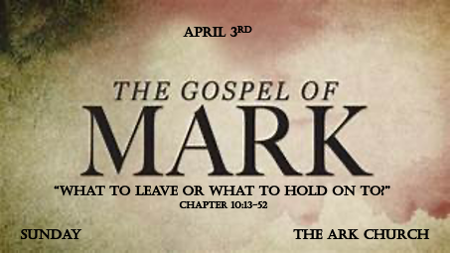 APRIL 3RD
THE GOSPEL OF
MARK
"WHAT TO LEAVE OR WHAT TO HOLD ON TO?"
CHAPTER 10:13-52
SUNDAY
THE ARK CHURCH